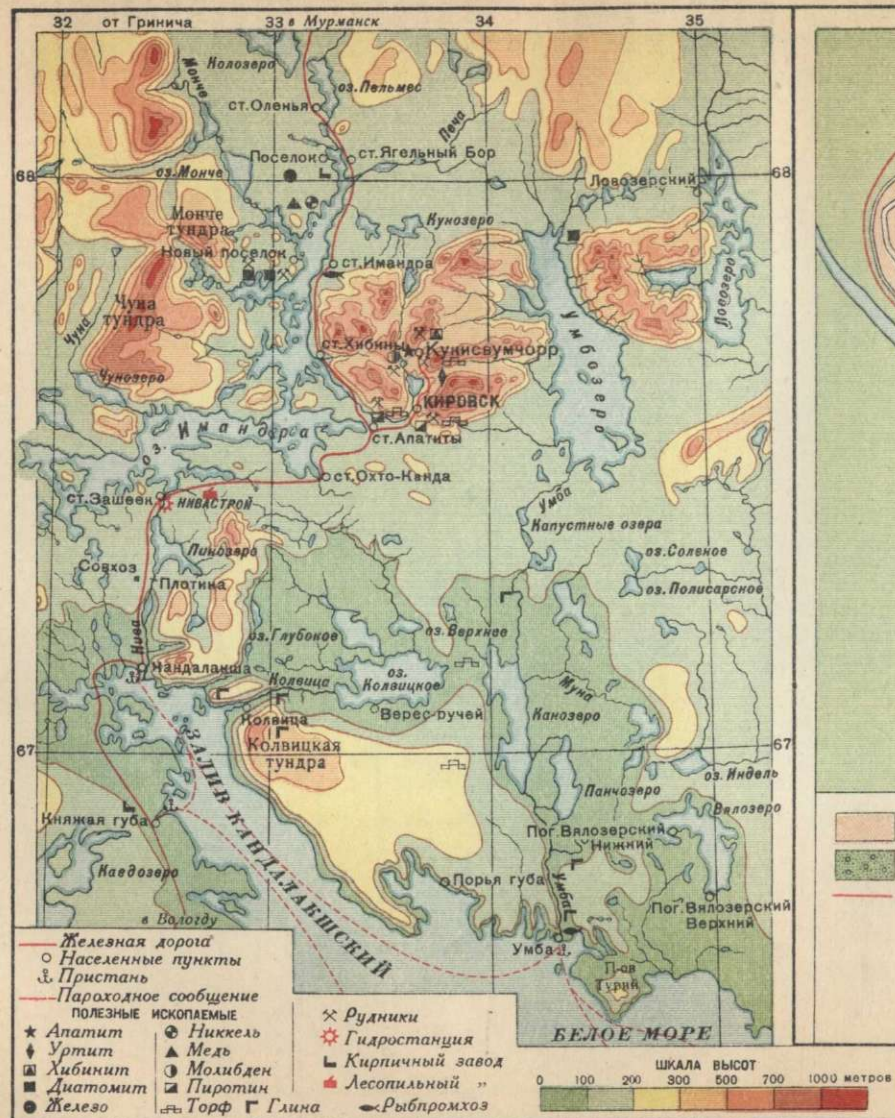 32 от Гринича 33 в Мурманск 34 35
Монче
Колозеро
оз.Пельмес
ст.Оленья
Печа
Поселок
ст.Ягельный Бор
68
оз.Монче
68
Ловозерский
Монче
тундра
Кунозеро
Новый поселок
ст.Имандра
Чуна
тундра
Чуна
Умбозеро
Ловозеро
ст.Хибины
Кукисвумчорр
Чунозеро
КИРОВСК
оз. Имандра
ст.Апатиты
ст.Охто-Канда
ст.Зашеек
НИВАСТРОЙ
Умба
Капустные озера
Пинозеро
оз.Соленое
Совхоз
Плотина
оз.Полисарское
Нива
оз.Глубокое
оз.Верхнее
Кандалакша
Колвица
оз.
Колвицкое
Муна
Колвица
Верес-ручей
Канозеро
67
Колвицкая
тундра
67
оз.Индель
ЗАЛИВ КАНДАЛАКШСКИЙ
Панчозеро
Вялозеро
Княжая губа
Пог.Вялозерский
Нижний
Ковдозеро
Порья губа
Умба
Пог.Вялозерский
Верхний
в Вологду
Умба
П-ов
Турий
БЕЛОЕ МОРЕ
Железная дорога
Населенные пункты
Пристань
Пароходное сообщение
ПОЛЕЗНЫЕ ИСКОПАЕМЫЕ
Апатит
Уртит
Хибинит
Диатомит
Железо
Никкель
Медь
Молибден
Пиротин
Торф
Глина
Рудники
Гидростанция
Кирпичный завод
Лесопильный „
Рыбпромхоз
ШКАЛА ВЫСОТ
0 100 200 300 500 700 1000 метров